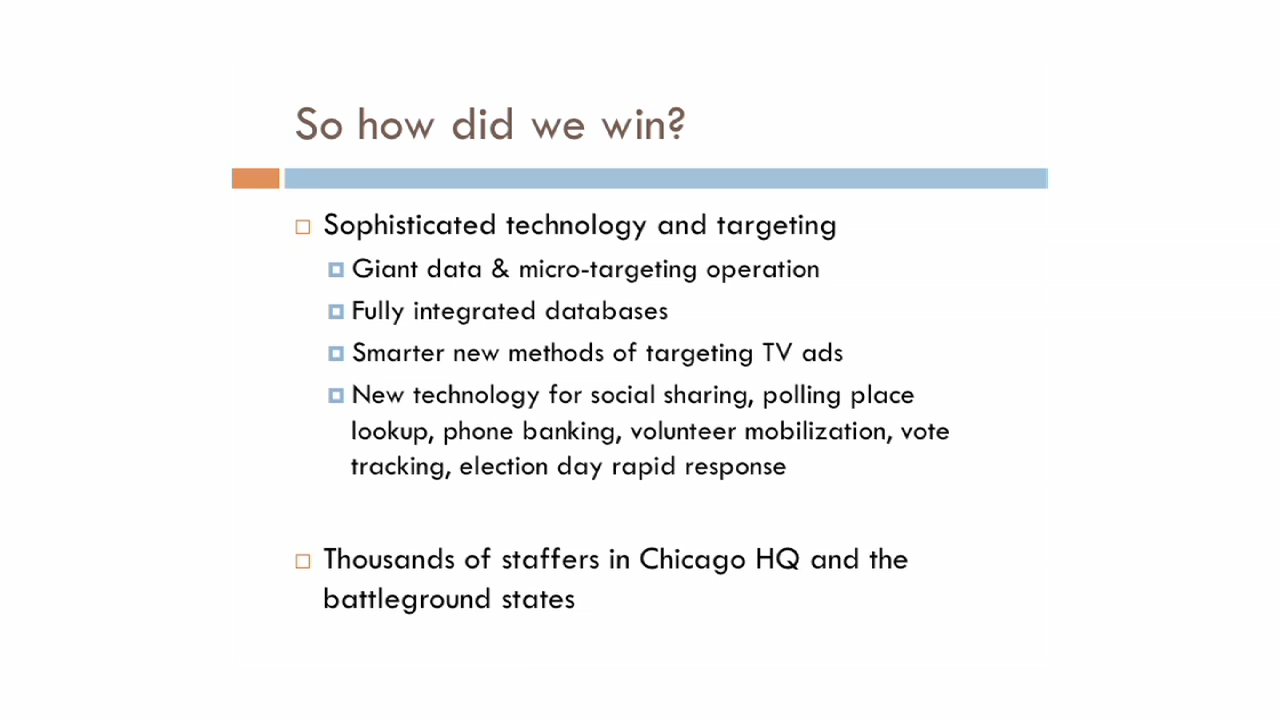 So how did we win?
Sophisticated technology and targeting
Giant data & micro-targeting operation
Fully integrated databases
Smarter new methods of targeting TV ads
New technology for social sharing, polling place
lookup, phone banking, volunteer mobilization, vote
tracking, election day rapid response
Thousands of staffers in Chicago HQ and the
battleground states